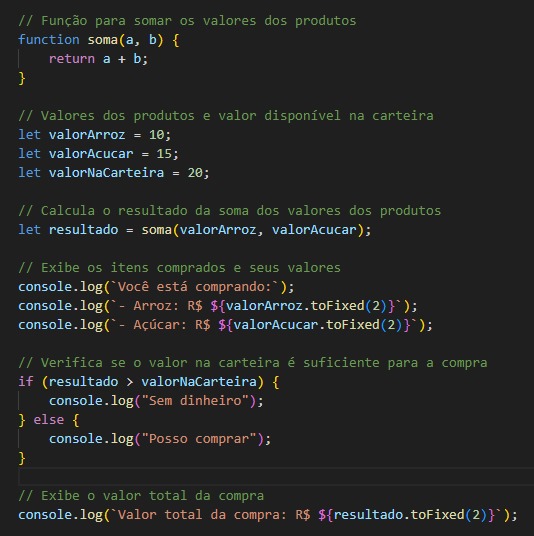 // Função para somar os valores dos produtos
function soma(a, b) {
    return a + b;
}
// Valores dos produtos e valor disponível na carteira
let valorArroz = 10;
let valorAcucar = 15;
let valorNaCarteira = 20;
// Calcula o resultado da soma dos valores dos produtos
let resultado = soma(valorArroz, valorAcucar);
// Exibe os itens comprados e seus valores
console.log(`Você está comprando:`);
console.log(`- Arroz: R$ ${valorArroz.toFixed(2)}`);
console.log(`- Açúcar: R$ ${valorAcucar.toFixed(2)}`);
// Verifica se o valor na carteira é suficiente para a compra
if (resultado > valorNaCarteira) {
    console.log("Sem dinheiro");
} else {
    console.log("Posso comprar");
}
// Exibe o valor total da compra
console.log(`Valor total da compra: R$ ${resultado.toFixed(2)}`);